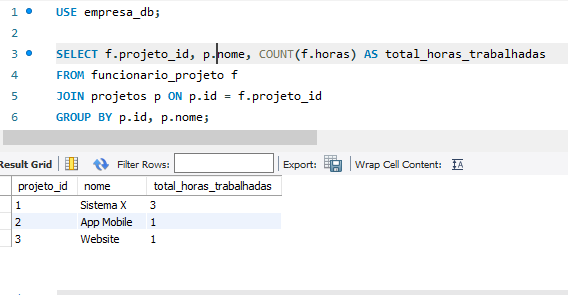 1 USE empresa_db;
2
3 SELECT f.projeto_id, p.nome, COUNT(f.horas) AS total_horas_trabalhadas
4 FROM funcionario_projeto f
5 JOIN projetos p ON p.id = f.projeto_id
6 GROUP BY p.id, p.nome;
Result Grid Filter Rows: Export: Wrap Cell Content:
projeto_id nome total_horas_trabalhadas
1 Sistema X 3
2 App Mobile 1
3 Website 1